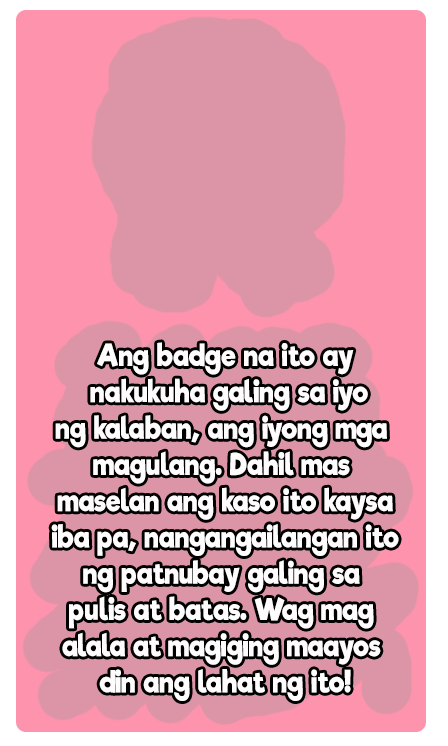 Ang badge na ito ay
nakukuha galing sa iyo
ng kalaban, ang iyong mga
magulang. Dahil mas
maselan ang kaso ito kaysa
iba pa, nangangailangan ito
ng patnubay galing sa
pulis at batas. Wag mag
alala at magiging maayos
din ang lahat ng ito!